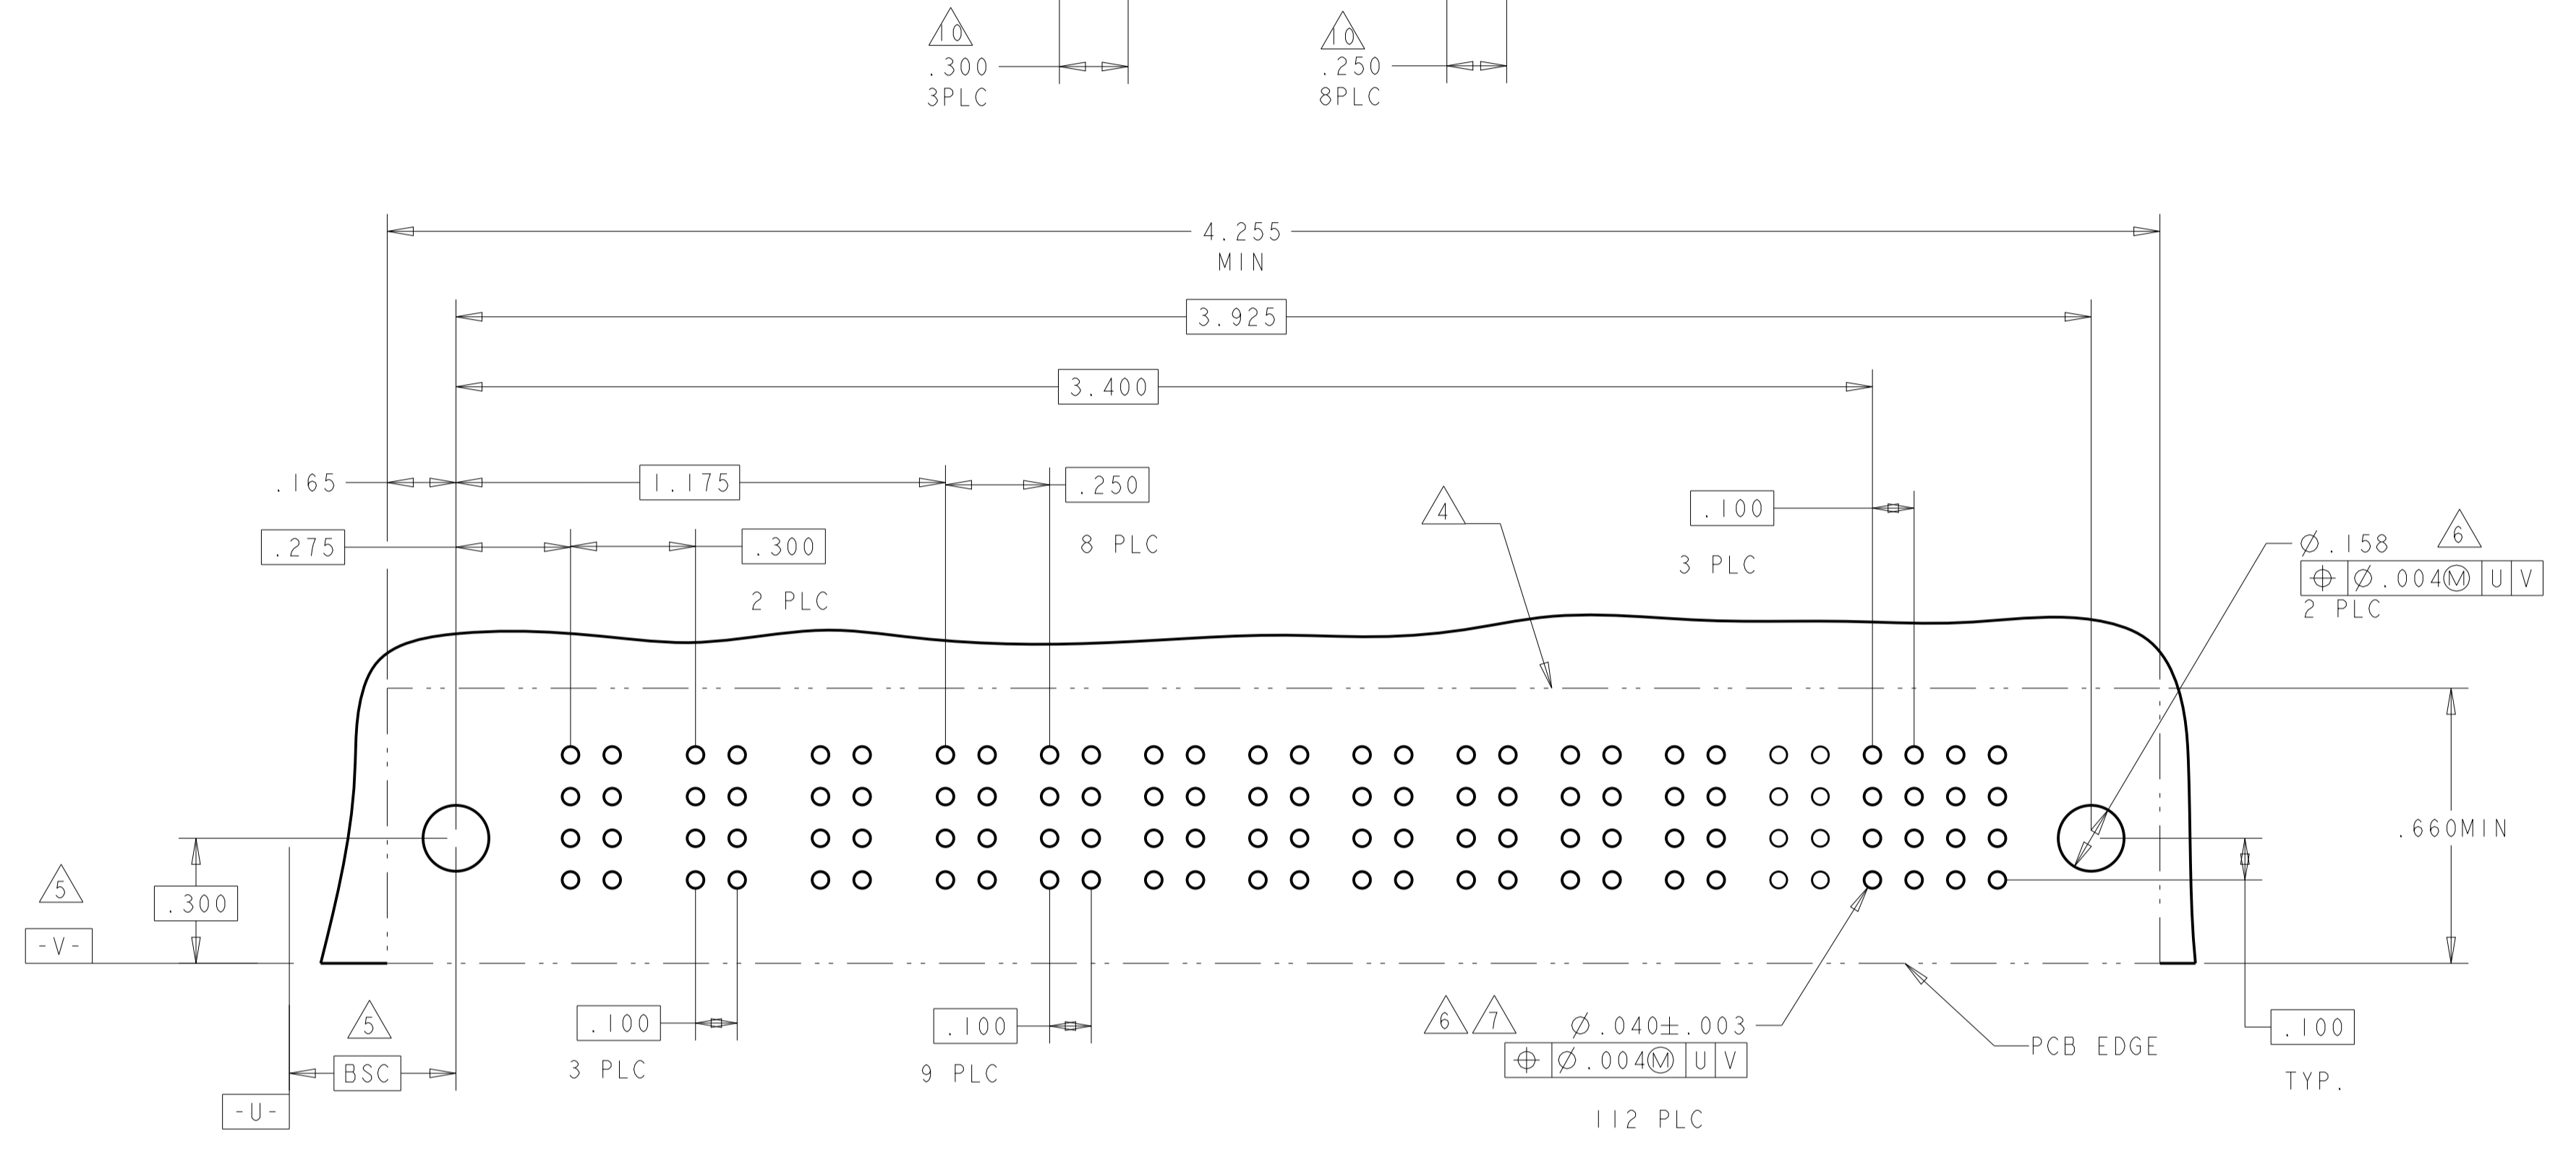 10
.300
3PLC
10
.250
8PLC
4.255
MIN
3.925
3.400
.165
1.175
.250
8 PLC
.275
.300
2 PLC
4
.100
3 PLC
Ø.158
6
⌖ Ø.004Ⓜ U V
2 PLC
.660MIN
5
.300
-V-
5
BSC
-U-
.100
3 PLC
.100
9 PLC
6 7
Ø.040±.003
⌖ Ø.004Ⓜ U V
112 PLC
PCB EDGE
.100
TYP.